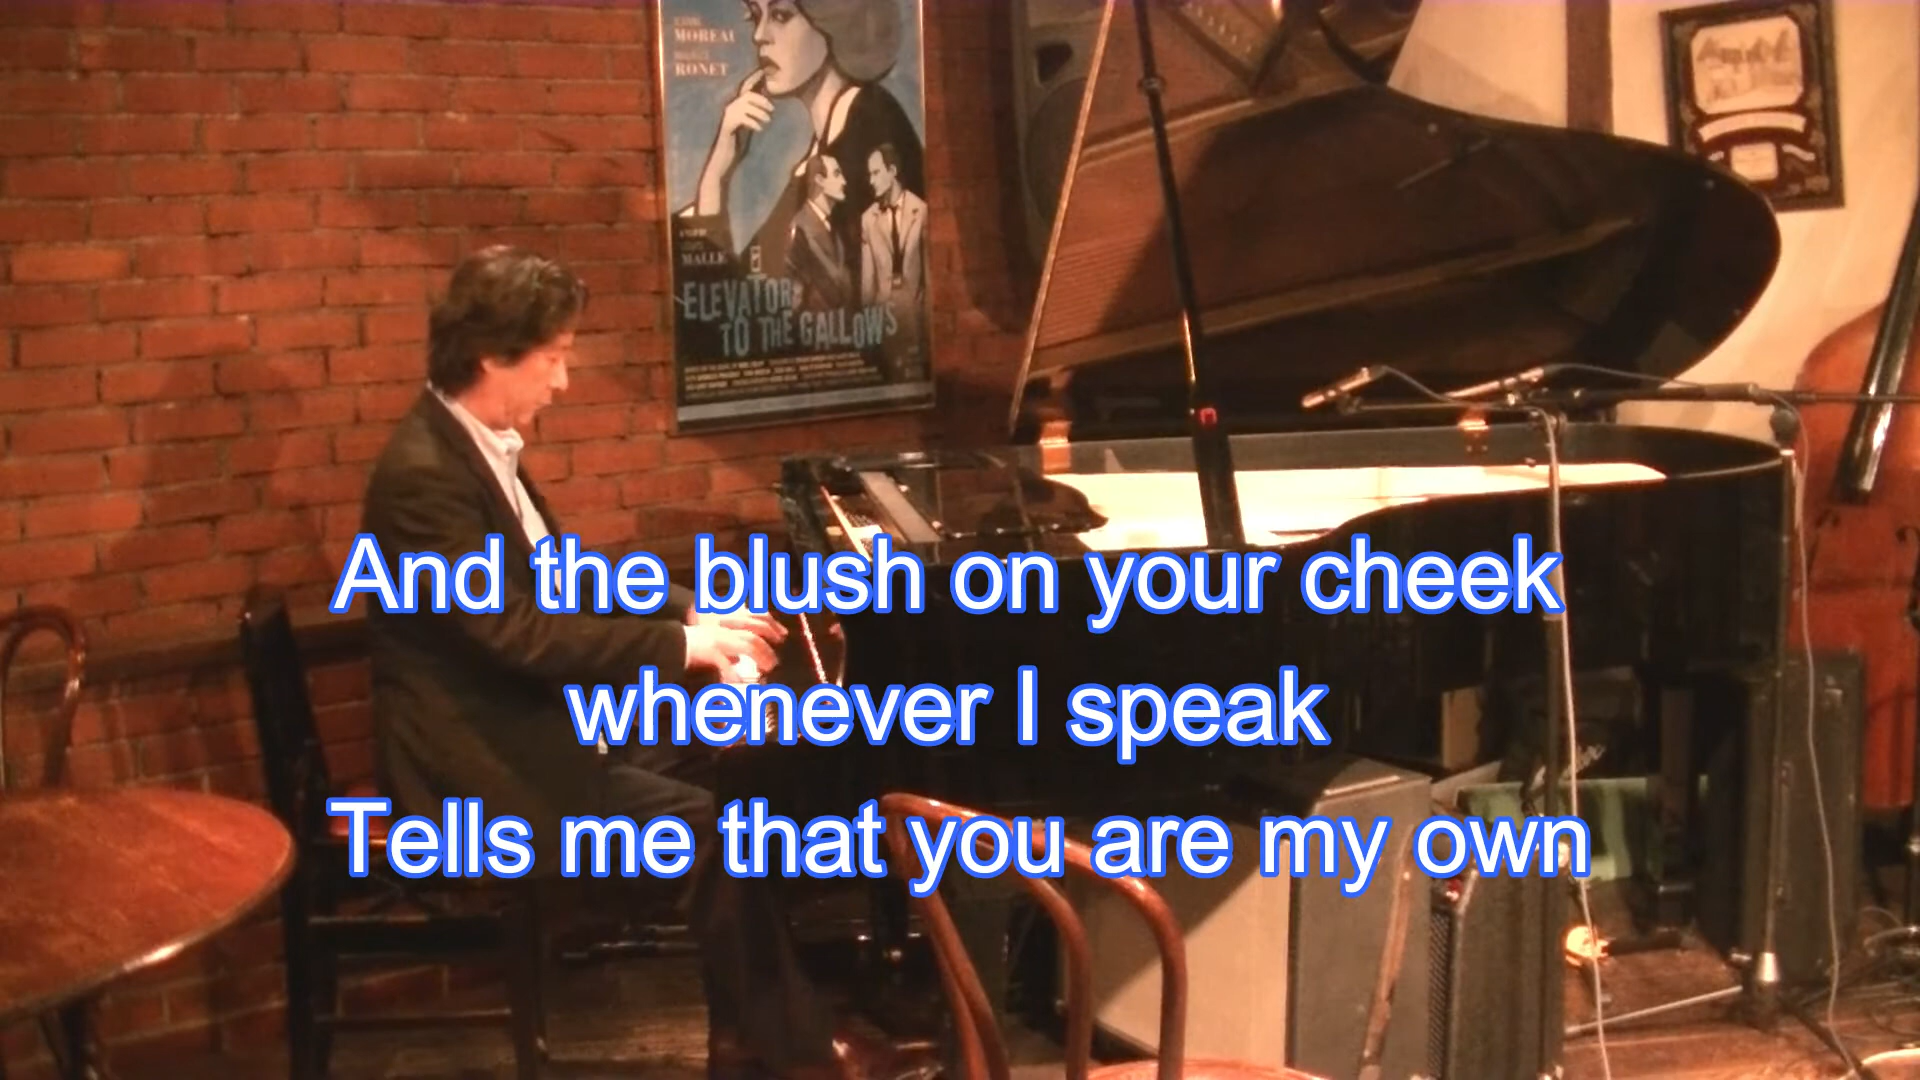 MOREAU
RONET
MALLE
ELEVATOR
TO THE GALLOWS
And the blush on your cheek
whenever I speak
Tells me that you are my own